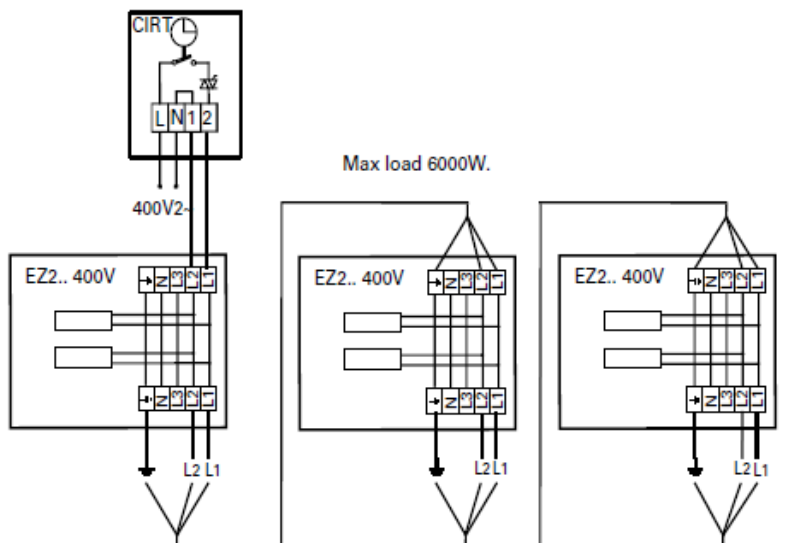 CIRT
L N 1 2
400V2~
Max load 6000W.
EZ2.. 400V
N L3 L2 L1
N L3 L2 L1
L2 L1
EZ2.. 400V
N L3 L2 L1
N L3 L2 L1
L2 L1
EZ2.. 400V
N L3 L2 L1
N L3 L2 L1
L2 L1